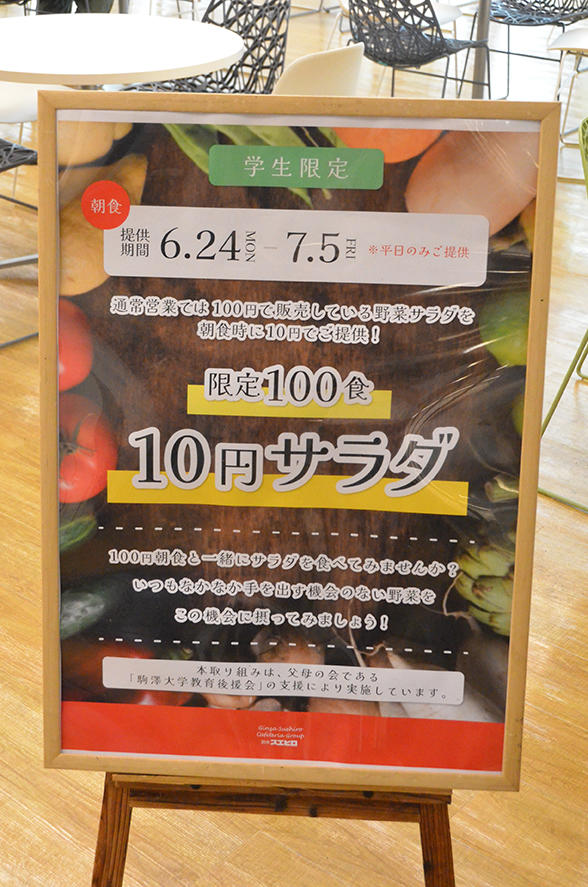 学生限定
朝食
提供
期間
6.24 MON – 7.5 FRI ※平日のみご提供
通常営業では100円で販売している野菜サラダを
朝食時に10円でご提供！
限定100食
10円サラダ
100円朝食と一緒にサラダを食べてみませんか？
いつもなかなか手を出す機会のない野菜を
この機会に摂ってみましょう！
本取り組みは、父母の会である
「駒澤大学教育後援会」の支援により実施しています。
Ginza Suehiro
Cafeteria Group